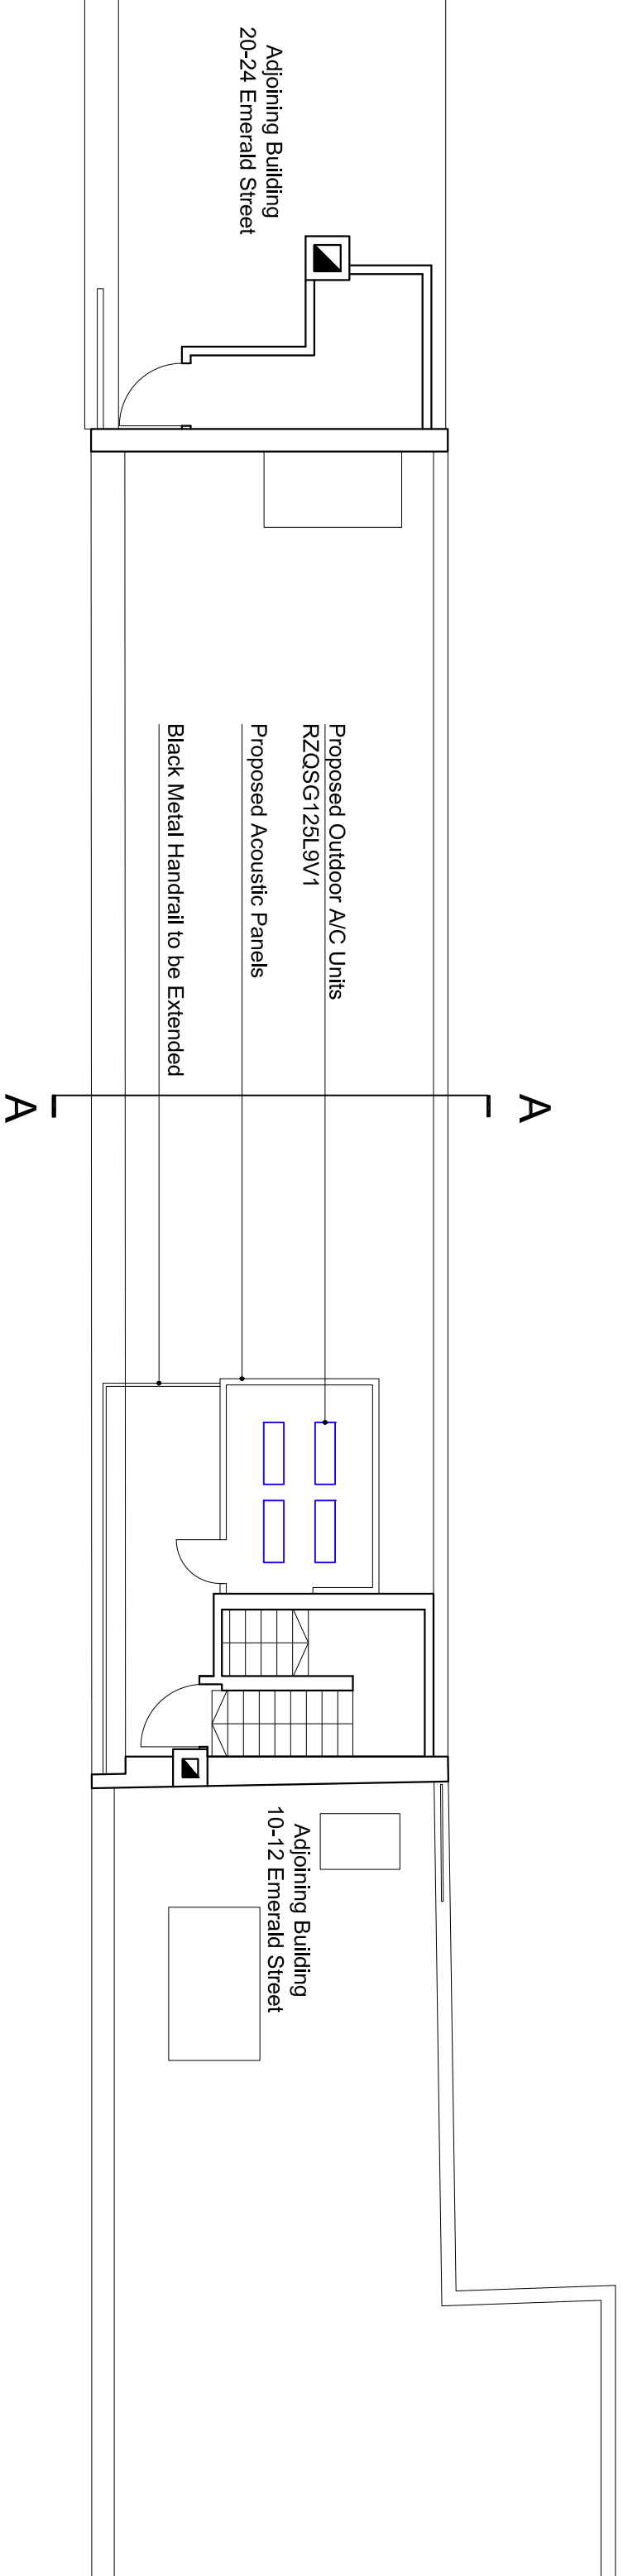 Adjoining Building
20-24 Emerald Street
Proposed Outdoor A/C Units
RZQSG125L9V1
Proposed Acoustic Panels
Black Metal Handrail to be Extended
A
A
Adjoining Building
10-12 Emerald Street